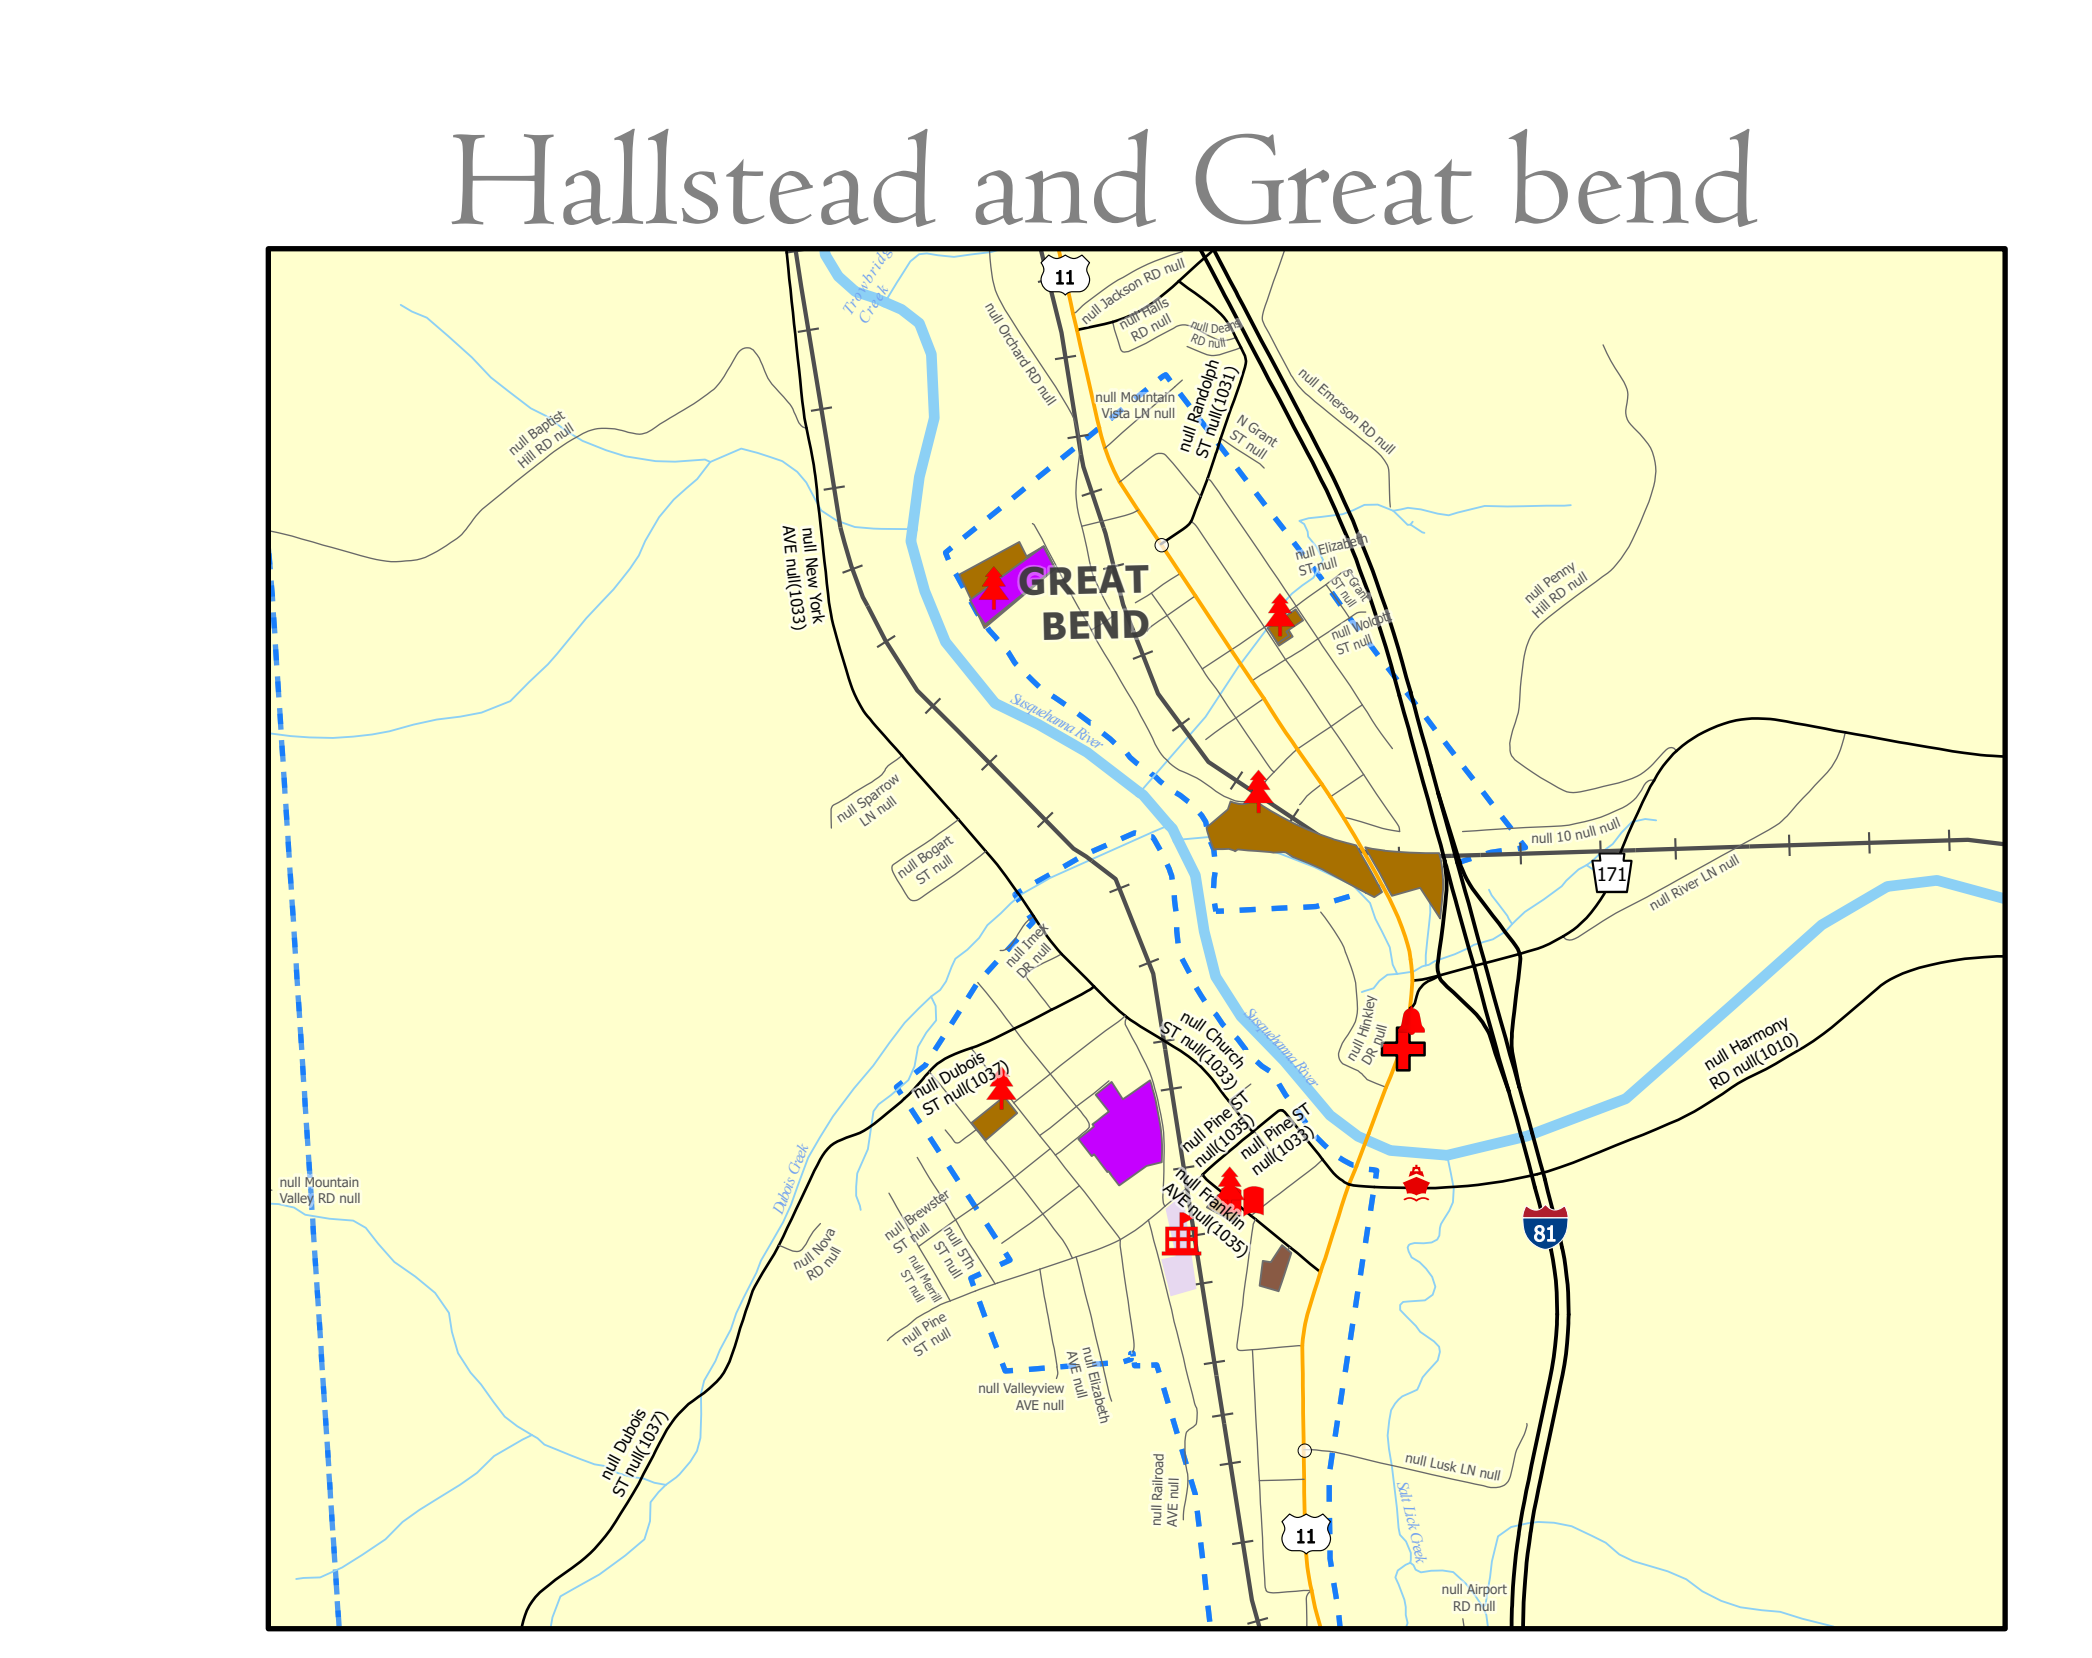 Hallstead and Great bend
Trowbridge
Creek
11
null Jackson RD null
null Halls
RD null
null Deans
RD null
null Orchard RD null
null Mountain
Vista LN null
null Randolph
ST null(1031)
N Grant
ST null
null Emerson RD null
null Baptist
Hill RD null
null New York
AVE null(1033)
null Elizabeth
ST null
S Grant
ST null
null Wolcott
ST null
null Penny
Hill RD null
GREAT
BEND
Susquehanna River
null Sparrow
LN null
null Bogart
ST null
null 10 null null
171
null River LN null
null Imek
DR null
null Church
ST null(1033)
Susquehanna River
null Hinkley
DR null
null Harmony
RD null(1010)
null Dubois
ST null(1037)
null Pine ST
null(1035)
null Pine ST
null(1033)
null Franklin
AVE null(1035)
Dubois Creek
null Mountain
Valley RD null
null Nova
RD null
null Brewster
ST null
null 5Th
ST null
null Merrill
ST null
null Pine
ST null
81
null Valleyview
AVE null
null Elizabeth
AVE null
null Dubois
ST null(1037)
null Railroad
AVE null
null Lusk LN null
Salt Lick Creek
11
null Airport
RD null